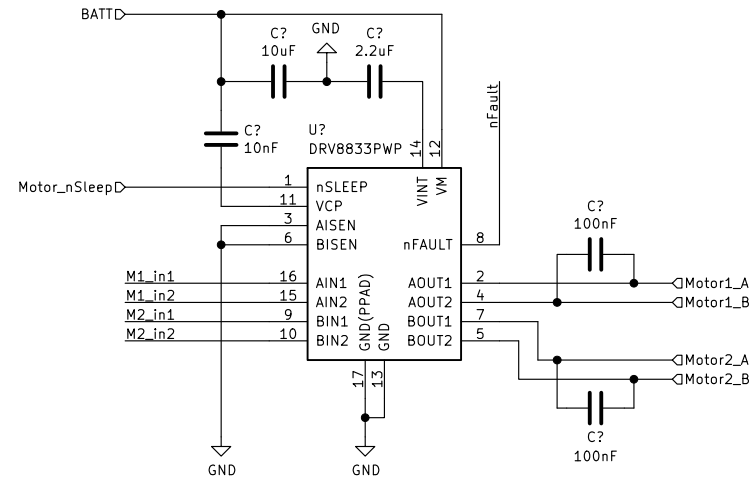 BATT
C?
10uF
GND
C?
2.2uF
C?
10nF
U?
DRV8833PWP
14
12
nFault
VINT
VM
Motor_nSleep
1
nSLEEP
11
VCP
3
AISEN
6
BISEN
nFAULT
8
C?
100nF
M1_in1
16
AIN1
AOUT1
2
Motor1_A
M1_in2
15
AIN2
AOUT2
4
Motor1_B
M2_in1
9
BIN1
BOUT1
7
M2_in2
10
BIN2
BOUT2
5
GND(PPAD)
GND
17
13
Motor2_A
Motor2_B
C?
100nF
GND
GND